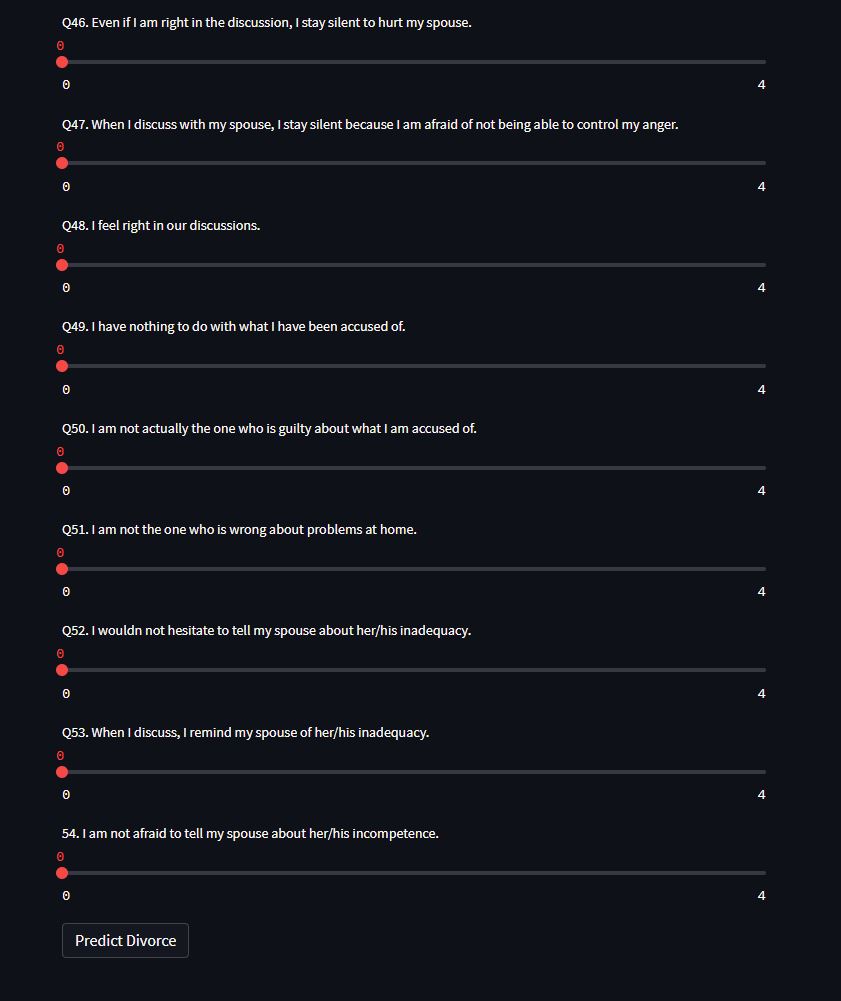 Q46. Even if I am right in the discussion, I stay silent to hurt my spouse.
0
0 4
Q47. When I discuss with my spouse, I stay silent because I am afraid of not being able to control my anger.
0
0 4
Q48. I feel right in our discussions.
0
0 4
Q49. I have nothing to do with what I have been accused of.
0
0 4
Q50. I am not actually the one who is guilty about what I am accused of.
0
0 4
Q51. I am not the one who is wrong about problems at home.
0
0 4
Q52. I wouldn not hesitate to tell my spouse about her/his inadequacy.
0
0 4
Q53. When I discuss, I remind my spouse of her/his inadequacy.
0
0 4
54. I am not afraid to tell my spouse about her/his incompetence.
0
0 4
Predict Divorce